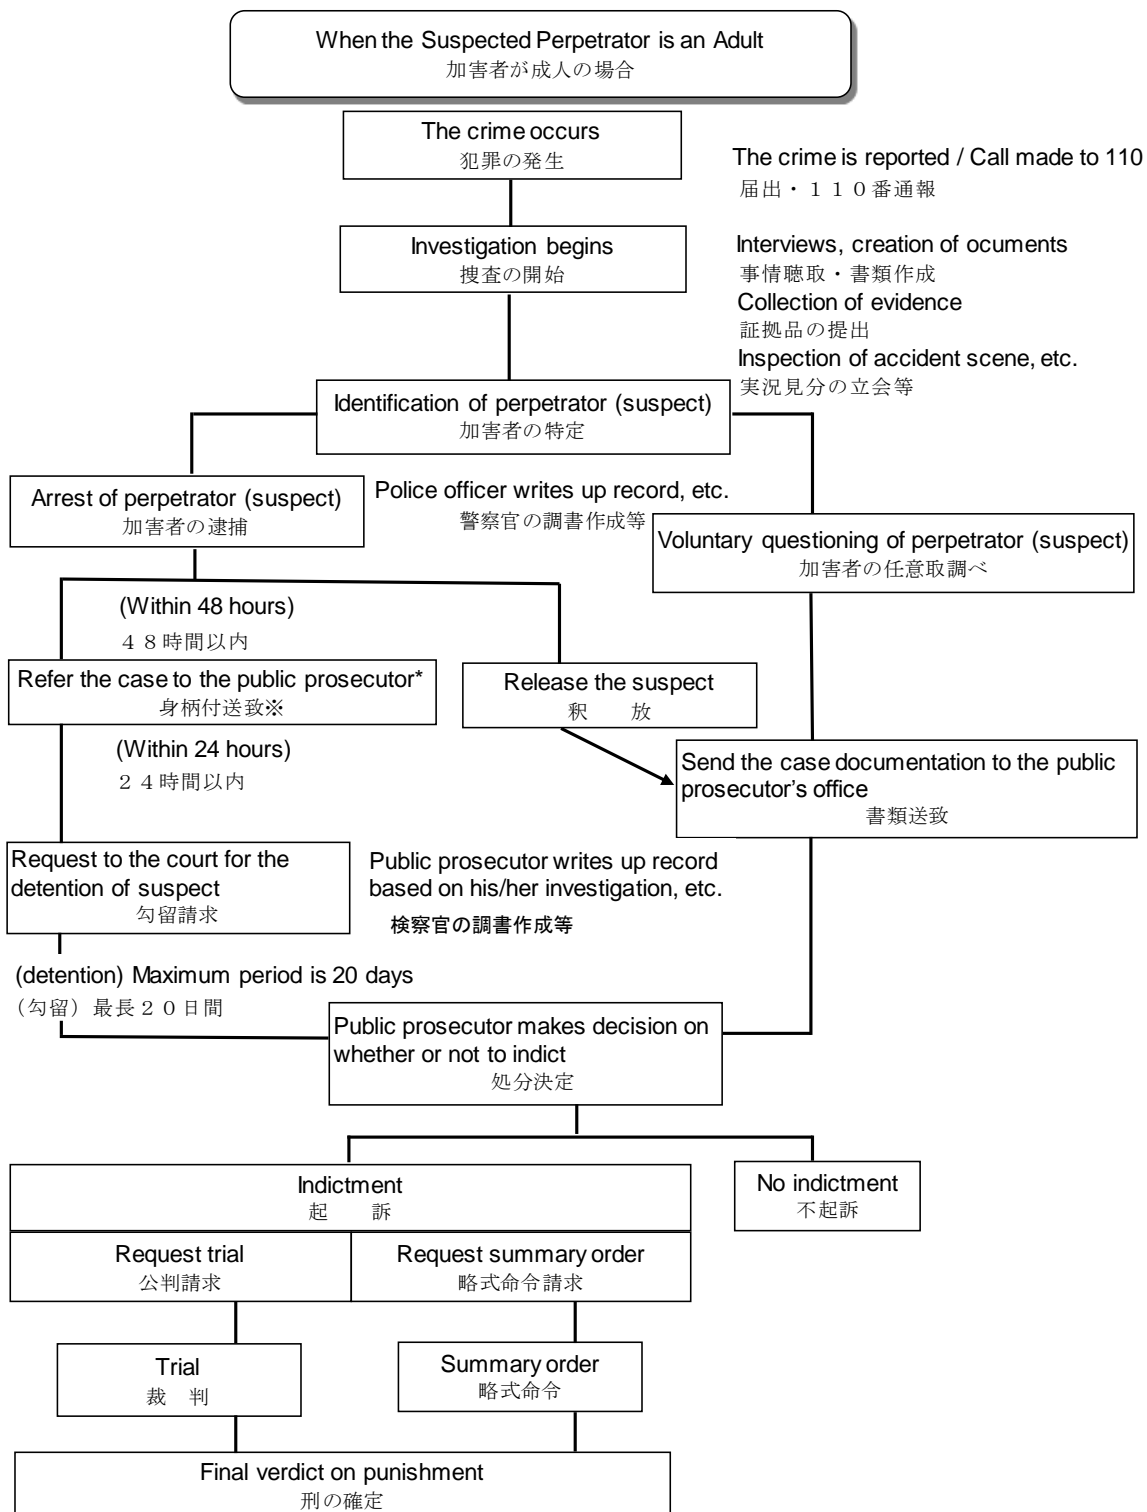 When the Suspected Perpetrator is an Adult
加害者が成人の場合
The crime occurs
犯罪の発生
The crime is reported / Call made to 110
届出・１１０番通報
Investigation begins
捜査の開始
Interviews, creation of ocuments
事情聴取・書類作成
Collection of evidence
証拠品の提出
Inspection of accident scene, etc.
実況見分の立会等
Identification of perpetrator (suspect)
加害者の特定
Arrest of perpetrator (suspect)
加害者の逮捕
Police officer writes up record, etc.
警察官の調書作成等
Voluntary questioning of perpetrator (suspect)
加害者の任意取調べ
(Within 48 hours)
４８時間以内
Refer the case to the public prosecutor*
身柄付送致※
Release the suspect
釈　放
(Within 24 hours)
２４時間以内
Send the case documentation to the public
prosecutor's office
書類送致
Request to the court for the
detention of suspect
勾留請求
Public prosecutor writes up record
based on his/her investigation, etc.
検察官の調書作成等
(detention) Maximum period is 20 days
（勾留）最長２０日間
Public prosecutor makes decision on
whether or not to indict
処分決定
Indictment
起　訴
No indictment
不起訴
Request trial
公判請求
Request summary order
略式命令請求
Trial
裁　判
Summary order
略式命令
Final verdict on punishment
刑の確定